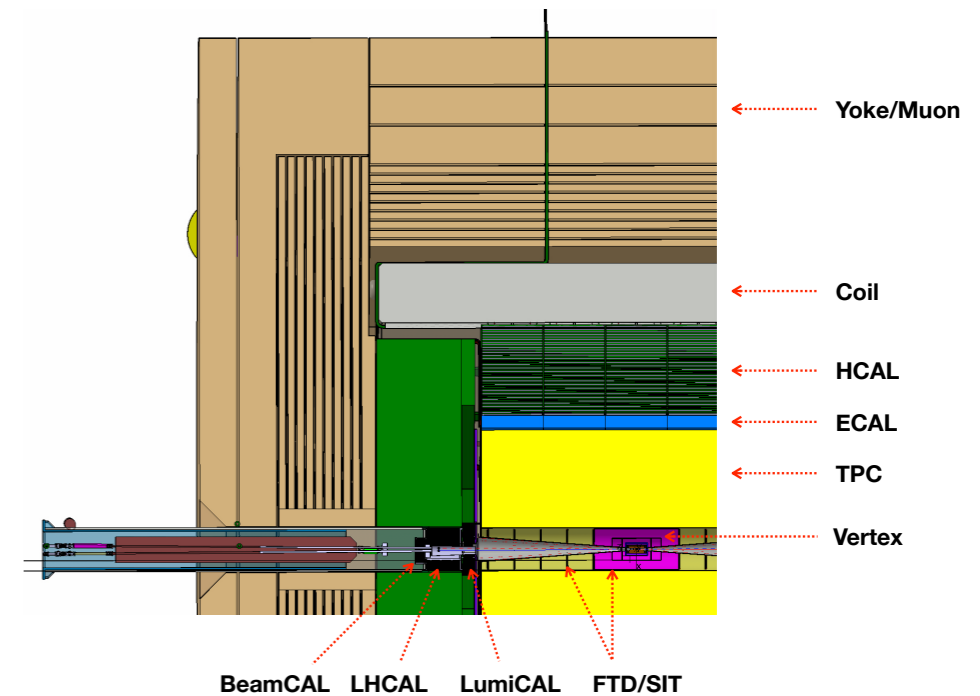 Yoke/Muon
Coil
HCAL
ECAL
TPC
Vertex
BeamCAL LHCAL LumiCAL FTD/SIT